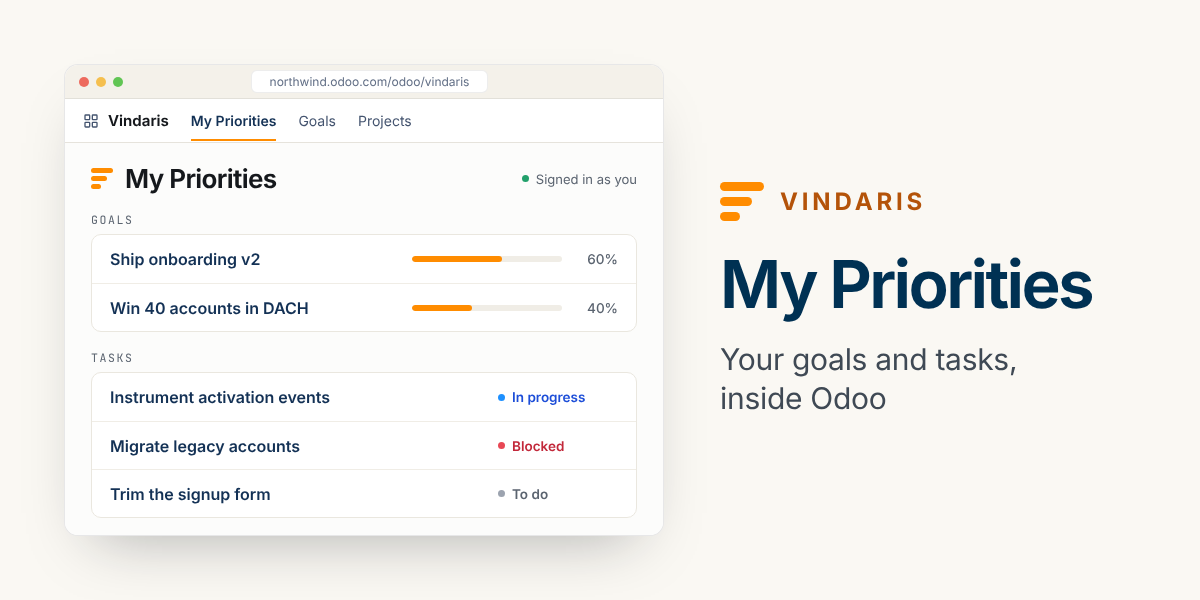 northwind.odoo.com/odoo/vindaris
Vindaris My Priorities Goals Projects
My Priorities
Signed in as you
GOALS
Ship onboarding v2 60%
Win 40 accounts in DACH 40%
TASKS
Instrument activation events In progress
Migrate legacy accounts Blocked
Trim the signup form To do
VINDARIS
My Priorities
Your goals and tasks,
inside Odoo